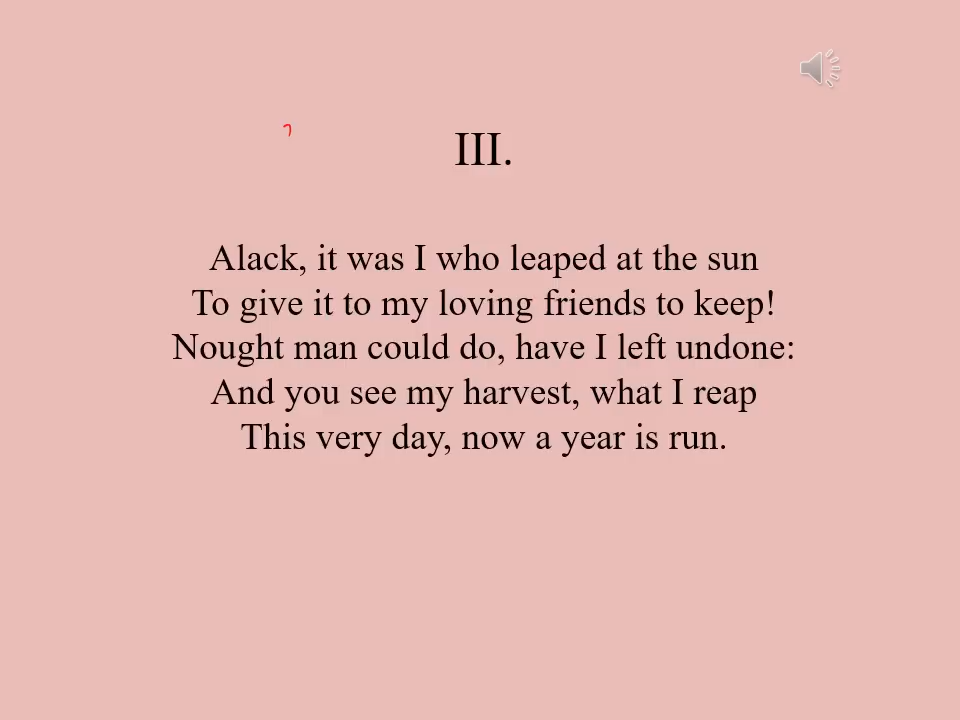 III.
Alack, it was I who leaped at the sun
To give it to my loving friends to keep!
Nought man could do, have I left undone:
And you see my harvest, what I reap
This very day, now a year is run.